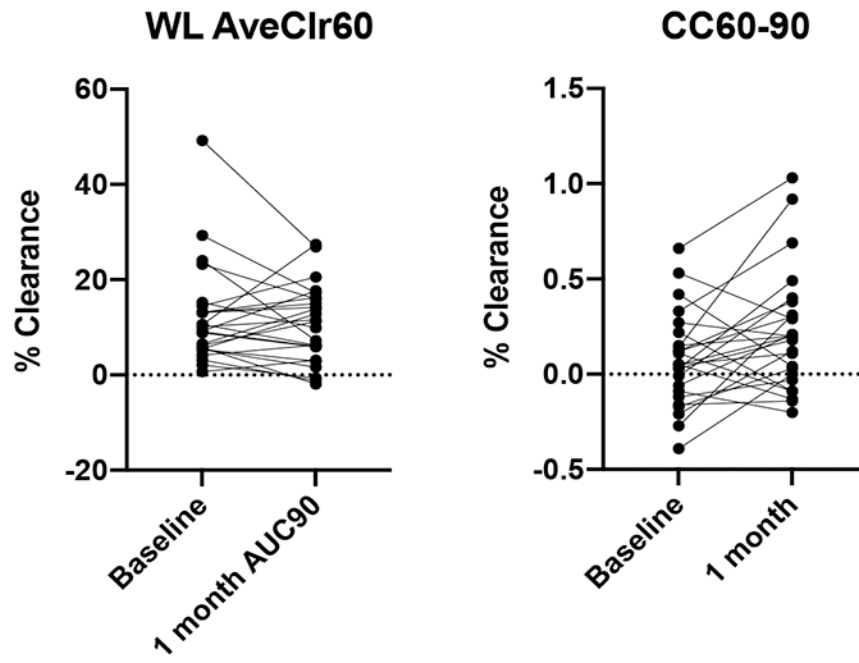 WL AveClr60
% Clearance
60
40
20
0
-20
Baseline
1 month AUC90
CC60-90
% Clearance
1.5
1.0
0.5
0.0
-0.5
Baseline
1 month